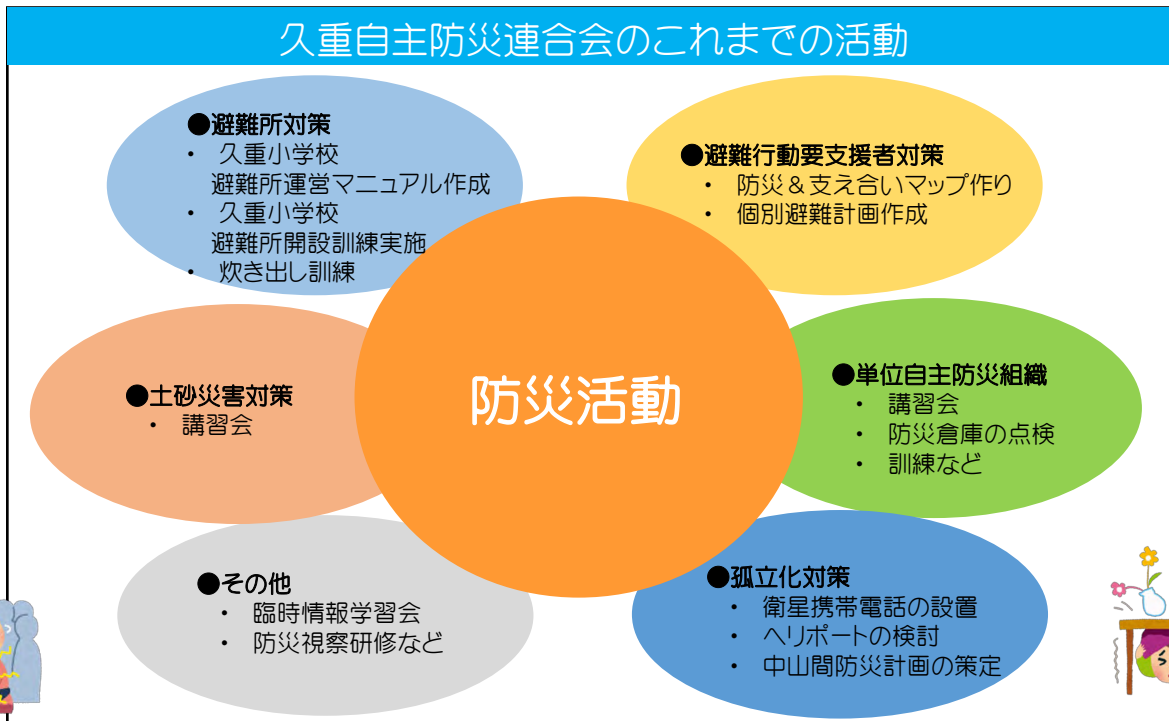 久重自主防災連合会のこれまでの活動
●避難所対策
・ 久重小学校
避難所運営マニュアル作成
・ 久重小学校
避難所開設訓練実施
・ 炊き出し訓練
●避難行動要支援者対策
・ 防災&支え合いマップ作り
・ 個別避難計画作成
●土砂災害対策
・ 講習会
防災活動
●単位自主防災組織
・ 講習会
・ 防災倉庫の点検
・ 訓練など
●その他
・ 臨時情報学習会
・ 防災視察研修など
●孤立化対策
・ 衛星携帯電話の設置
・ ヘリポートの検討
・ 中山間防災計画の策定